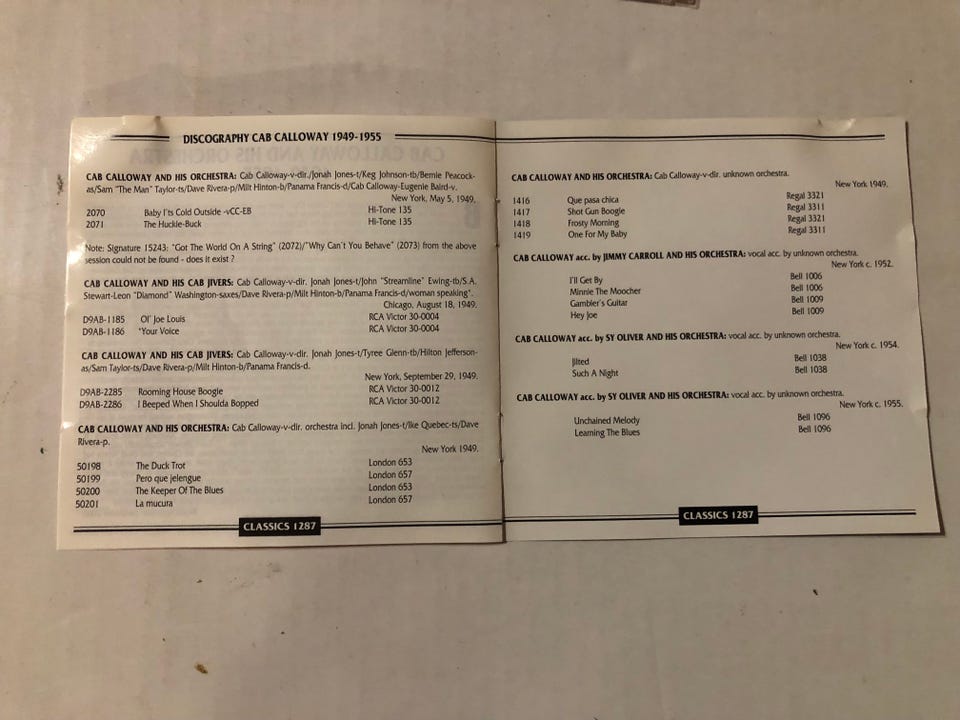 DISCOGRAPHY CAB CALLOWAY 1949-1955
CAB CALLOWAY AND HIS ORCHESTRA: Cab Calloway-v-dir./Jonah Jones-t/Keg Johnson-tb/Bernie Peacock-
as/Sam "The Man" Taylor-ts/Dave Rivera-p/Milt Hinton-b/Panama Francis-d/Cab Calloway-Eugenie Baird-v.
New York, May 5, 1949.
2070 Baby I'ts Cold Outside -vCC-EB Hi-Tone 135
2071 The Huckle-Buck Hi-Tone 135
Note: Signature 15243: "Got The World On A String" (2072)/"Why Can't You Behave" (2073) from the above
session could not be found - does it exist ?
CAB CALLOWAY AND HIS CAB JIVERS: Cab Calloway-v-dir. Jonah Jones-t/John "Streamline" Ewing-tb/S.A.
Stewart-Leon "Diamond" Washington-saxes/Dave Rivera-p/Milt Hinton-b/Panama Francis-d/woman speaking*.
Chicago, August 18, 1949.
D9AB-1185 Ol' Joe Louis RCA Victor 30-0004
D9AB-1186 *Your Voice RCA Victor 30-0004
CAB CALLOWAY AND HIS CAB JIVERS: Cab Calloway-v-dir. Jonah Jones-t/Tyree Glenn-tb/Hilton Jefferson-
as/Sam Taylor-ts/Dave Rivera-p/Milt Hinton-b/Panama Francis-d.
New York, September 29, 1949.
D9AB-2285 Rooming House Boogie RCA Victor 30-0012
D9AB-2286 I Beeped When I Shoulda Bopped RCA Victor 30-0012
CAB CALLOWAY AND HIS ORCHESTRA: Cab Calloway-v-dir. orchestra incl. Jonah Jones-t/Ike Quebec-ts/Dave
Rivera-p.
New York 1949.
50198 The Duck Trot London 653
50199 Pero que jelengue London 657
50200 The Keeper Of The Blues London 653
50201 La mucura London 657
CLASSICS 1287
CAB CALLOWAY AND HIS ORCHESTRA: Cab Calloway-v-dir. unknown orchestra.
New York 1949.
1416 Que pasa chica Regal 3321
1417 Shot Gun Boogie Regal 3311
1418 Frosty Morning Regal 3321
1419 One For My Baby Regal 3311
CAB CALLOWAY acc. by JIMMY CARROLL AND HIS ORCHESTRA: vocal acc. by unknown orchestra.
New York c. 1952.
I'll Get By Bell 1006
Minnie The Moocher Bell 1006
Gambler's Guitar Bell 1009
Hey Joe Bell 1009
CAB CALLOWAY acc. by SY OLIVER AND HIS ORCHESTRA: vocal acc. by unknown orchestra.
New York c. 1954.
Jilted Bell 1038
Such A Night Bell 1038
CAB CALLOWAY acc. by SY OLIVER AND HIS ORCHESTRA: vocal acc. by unknown orchestra.
New York c. 1955.
Unchained Melody Bell 1096
Learning The Blues Bell 1096
CLASSICS 1287